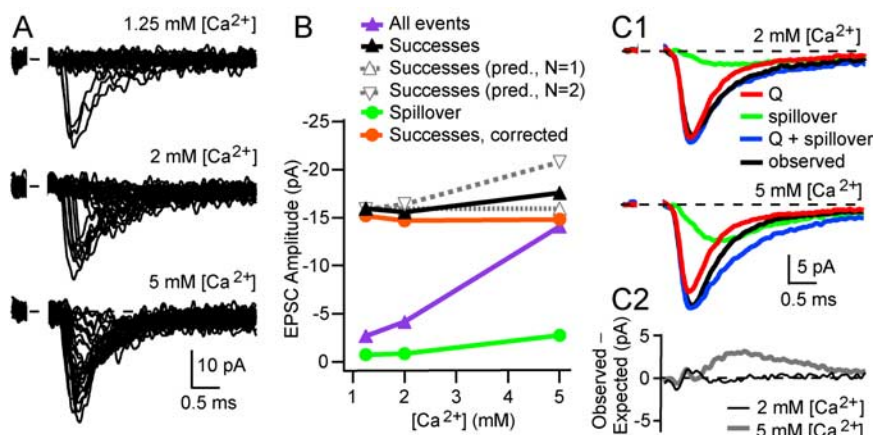 A
1.25 mM [Ca²⁺]
2 mM [Ca²⁺]
5 mM [Ca²⁺]
10 pA
0.5 ms
B
All events
Successes
Successes (pred., N=1)
Successes (pred., N=2)
Spillover
Successes, corrected
EPSC Amplitude (pA)
-25
-20
-15
-10
-5
0
0 1 2 3 4 5
[Ca²⁺] (mM)
C1
2 mM [Ca²⁺]
Q
spillover
Q + spillover
observed
5 mM [Ca²⁺]
5 pA
0.5 ms
C2
Observed –
Expected (pA)
5
0
-5
2 mM [Ca²⁺]
5 mM [Ca²⁺]